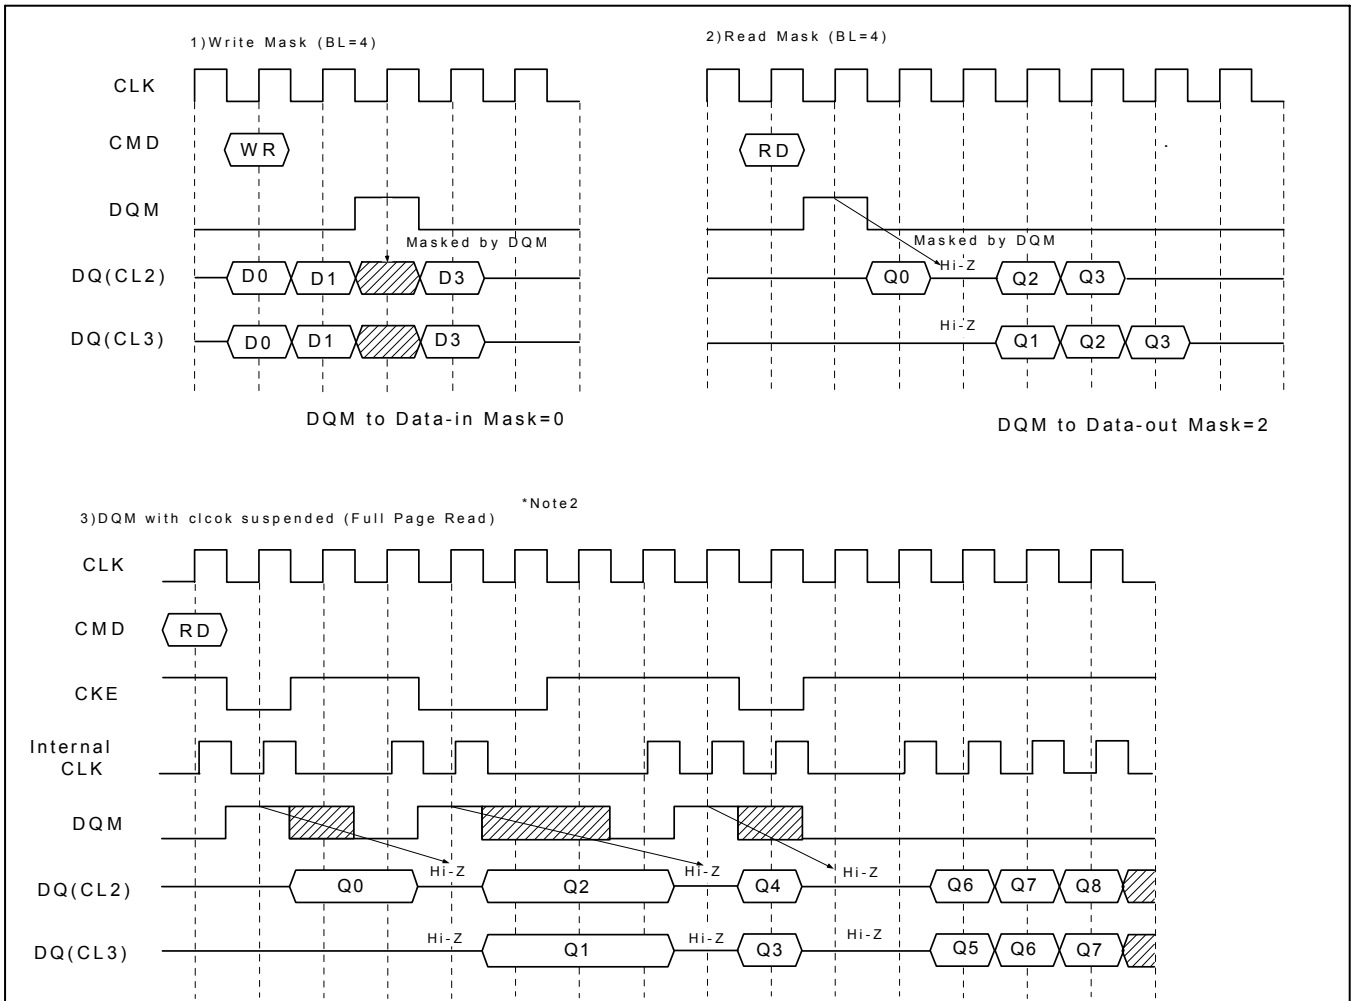 1)Write Mask (BL=4)
2)Read Mask (BL=4)
CLK
CMD
WR
RD
DQM
Masked by DQM
Masked by DQM
DQ(CL2)
D0
D1
D3
Q0
Hi-Z
Q2
Q3
DQ(CL3)
D0
D1
D3
Hi-Z
Q1
Q2
Q3
DQM to Data-in Mask=0
DQM to Data-out Mask=2
*Note2
3)DQM with clcok suspended (Full Page Read)
CLK
CMD
RD
CKE
Internal
CLK
DQM
DQ(CL2)
Q0
Hi-Z
Q2
Hi-Z
Q4
Hi-Z
Q6
Q7
Q8
DQ(CL3)
Hi-Z
Q1
Hi-Z
Q3
Hi-Z
Q5
Q6
Q7